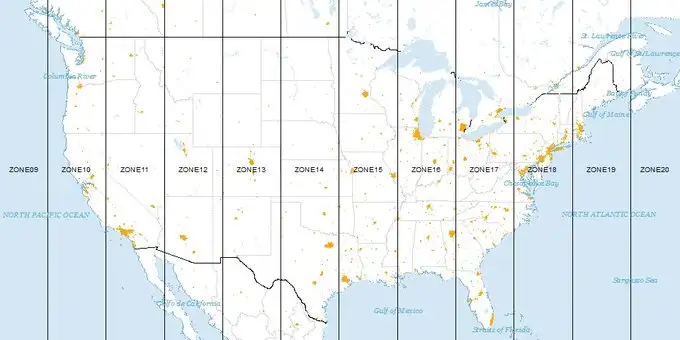 James Bay
St. Lawrence River
Gulf of St Lawrence
Columbia River
Bay of Fundy
Gulf of Maine
ZONE09 ZONE10 ZONE11 ZONE12 ZONE13 ZONE14 ZONE15 ZONE16 ZONE17 ZONE18 ZONE19 ZONE20
Chesapeake Bay
NORTH PACIFIC OCEAN
NORTH ATLANTIC OCEAN
Sargasso Sea
Golfo de California
Gulf of Mexico
Straits of Florida